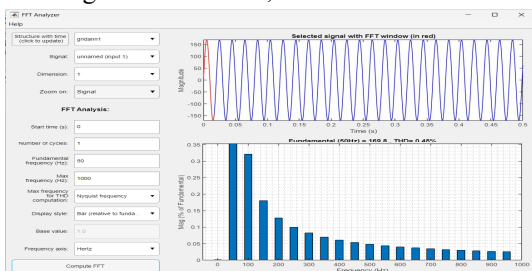 FFT Analyzer
Help
Structure with time
(click to update)
gridann1
Signal:
unnamed (input 1)
Dimension:
1
Zoom on:
Signal
FFT Analysis:
Start time (s):
0
Number of cycles:
1
Fundamental
frequency (Hz):
50
Max
frequency (Hz):
1000
Max frequency
for THD
computation:
Nyquist frequency
Display style:
Bar (relative to funda...
Base value:
1.0
Frequency axis:
Hertz
Compute FFT
Selected signal with FFT window (in red)
Magnitude
150
100
50
0
-50
-100
-150
0 0.05 0.1 0.15 0.2 0.25 0.3 0.35 0.4 0.45 0.5
Time (s)
Fundamental (50Hz) = 169.8 , THD= 0.46%
Mag (% of Fundamental)
0.35
0.3
0.25
0.2
0.15
0.1
0.05
0
0 100 200 300 400 500 600 700 800 900 1000
Frequency (Hz)